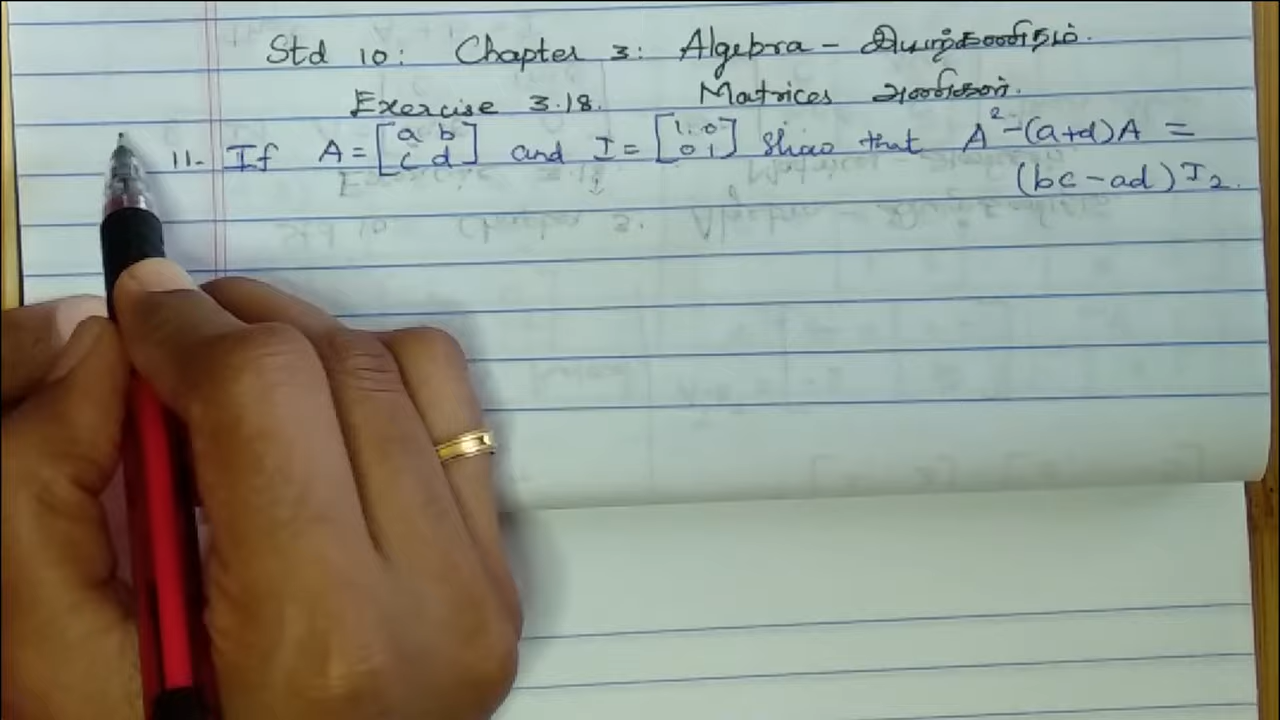 Std 10: Chapter 3: Algebra - இயற்கணிதம்.
Exercise 3.18. Matrices அணிகள்.
11. If A = [a b c d] and I = [1 0 0 1] Show that A² - (a+d)A =
(bc - ad) I₂.